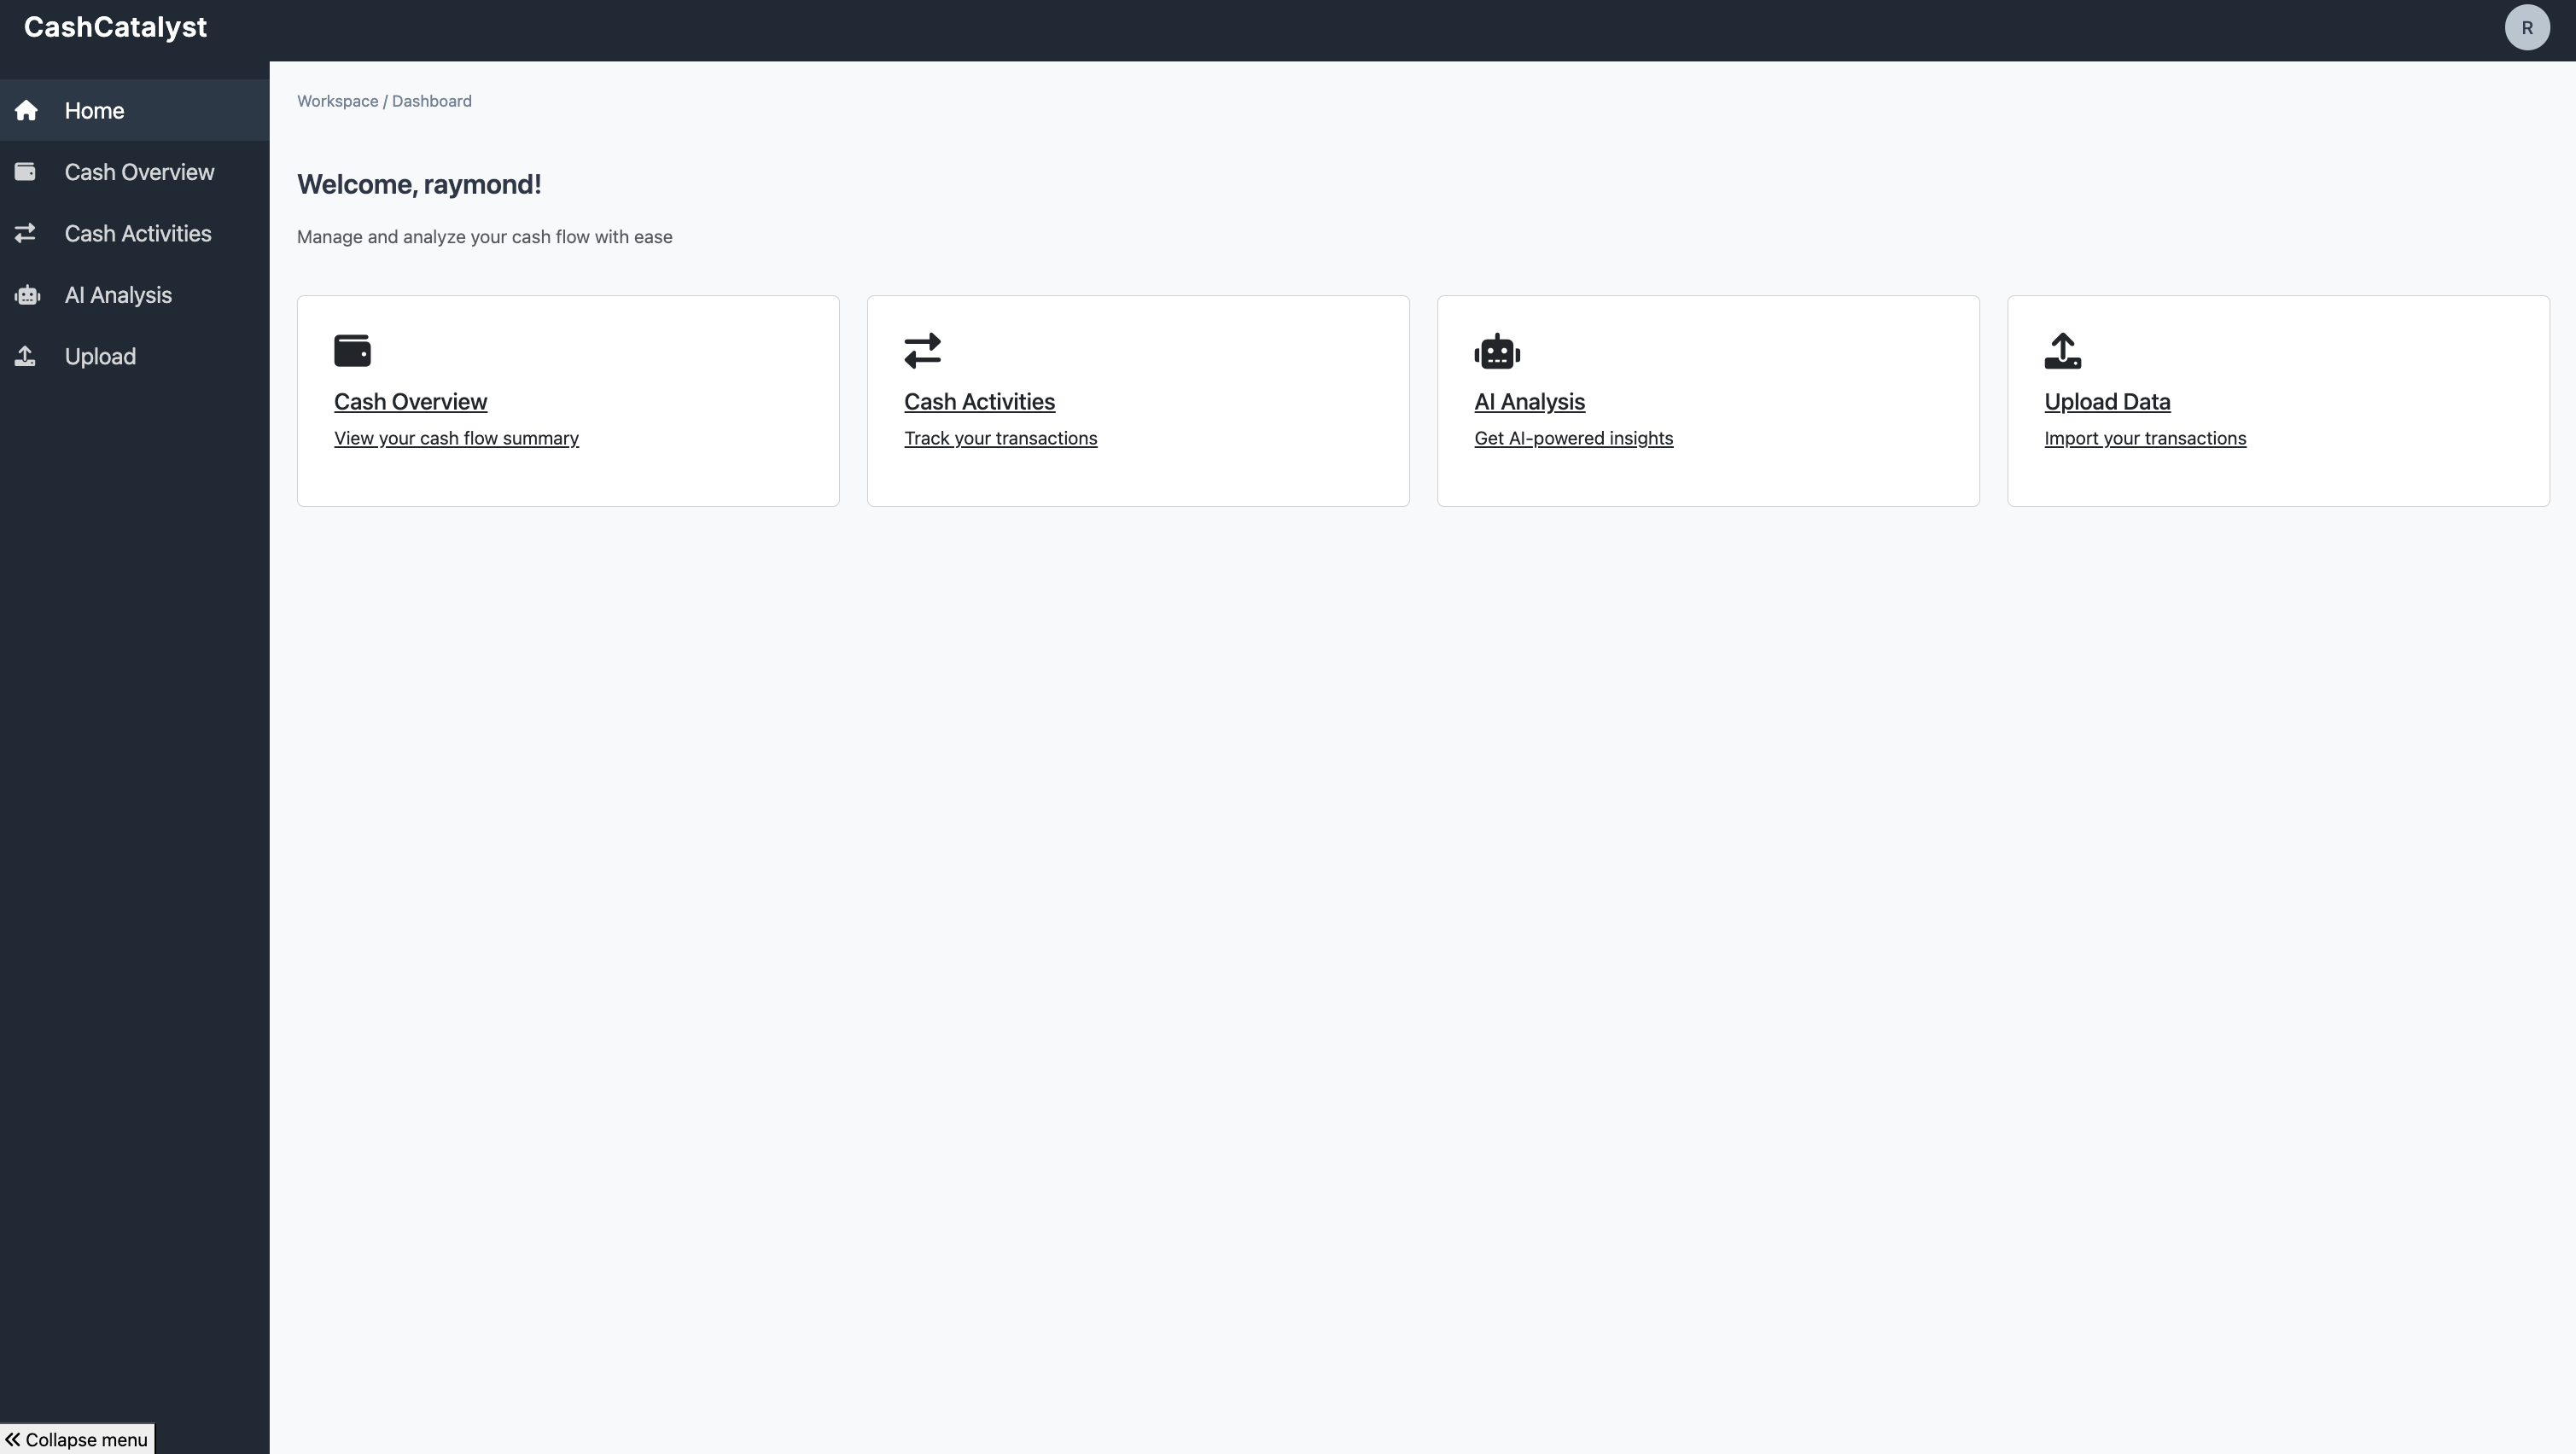 CashCatalyst
R
Home
Cash Overview
Cash Activities
AI Analysis
Upload
Workspace / Dashboard
Welcome, raymond!
Manage and analyze your cash flow with ease
Cash Overview
View your cash flow summary
Cash Activities
Track your transactions
AI Analysis
Get AI-powered insights
Upload Data
Import your transactions
Collapse menu